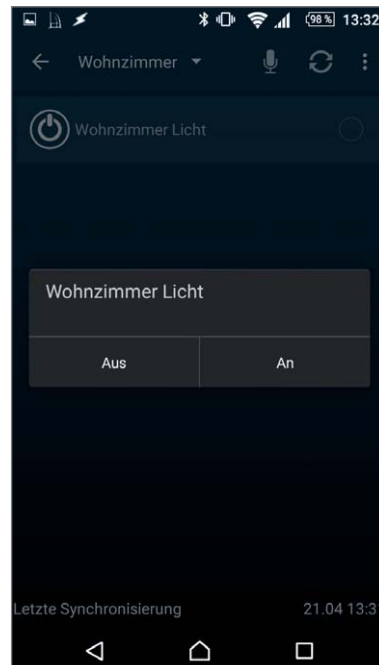 98 % 13:32
Wohnzimmer
Wohnzimmer Licht
Wohnzimmer Licht
Aus An
Letzte Synchronisierung 21.04 13:3